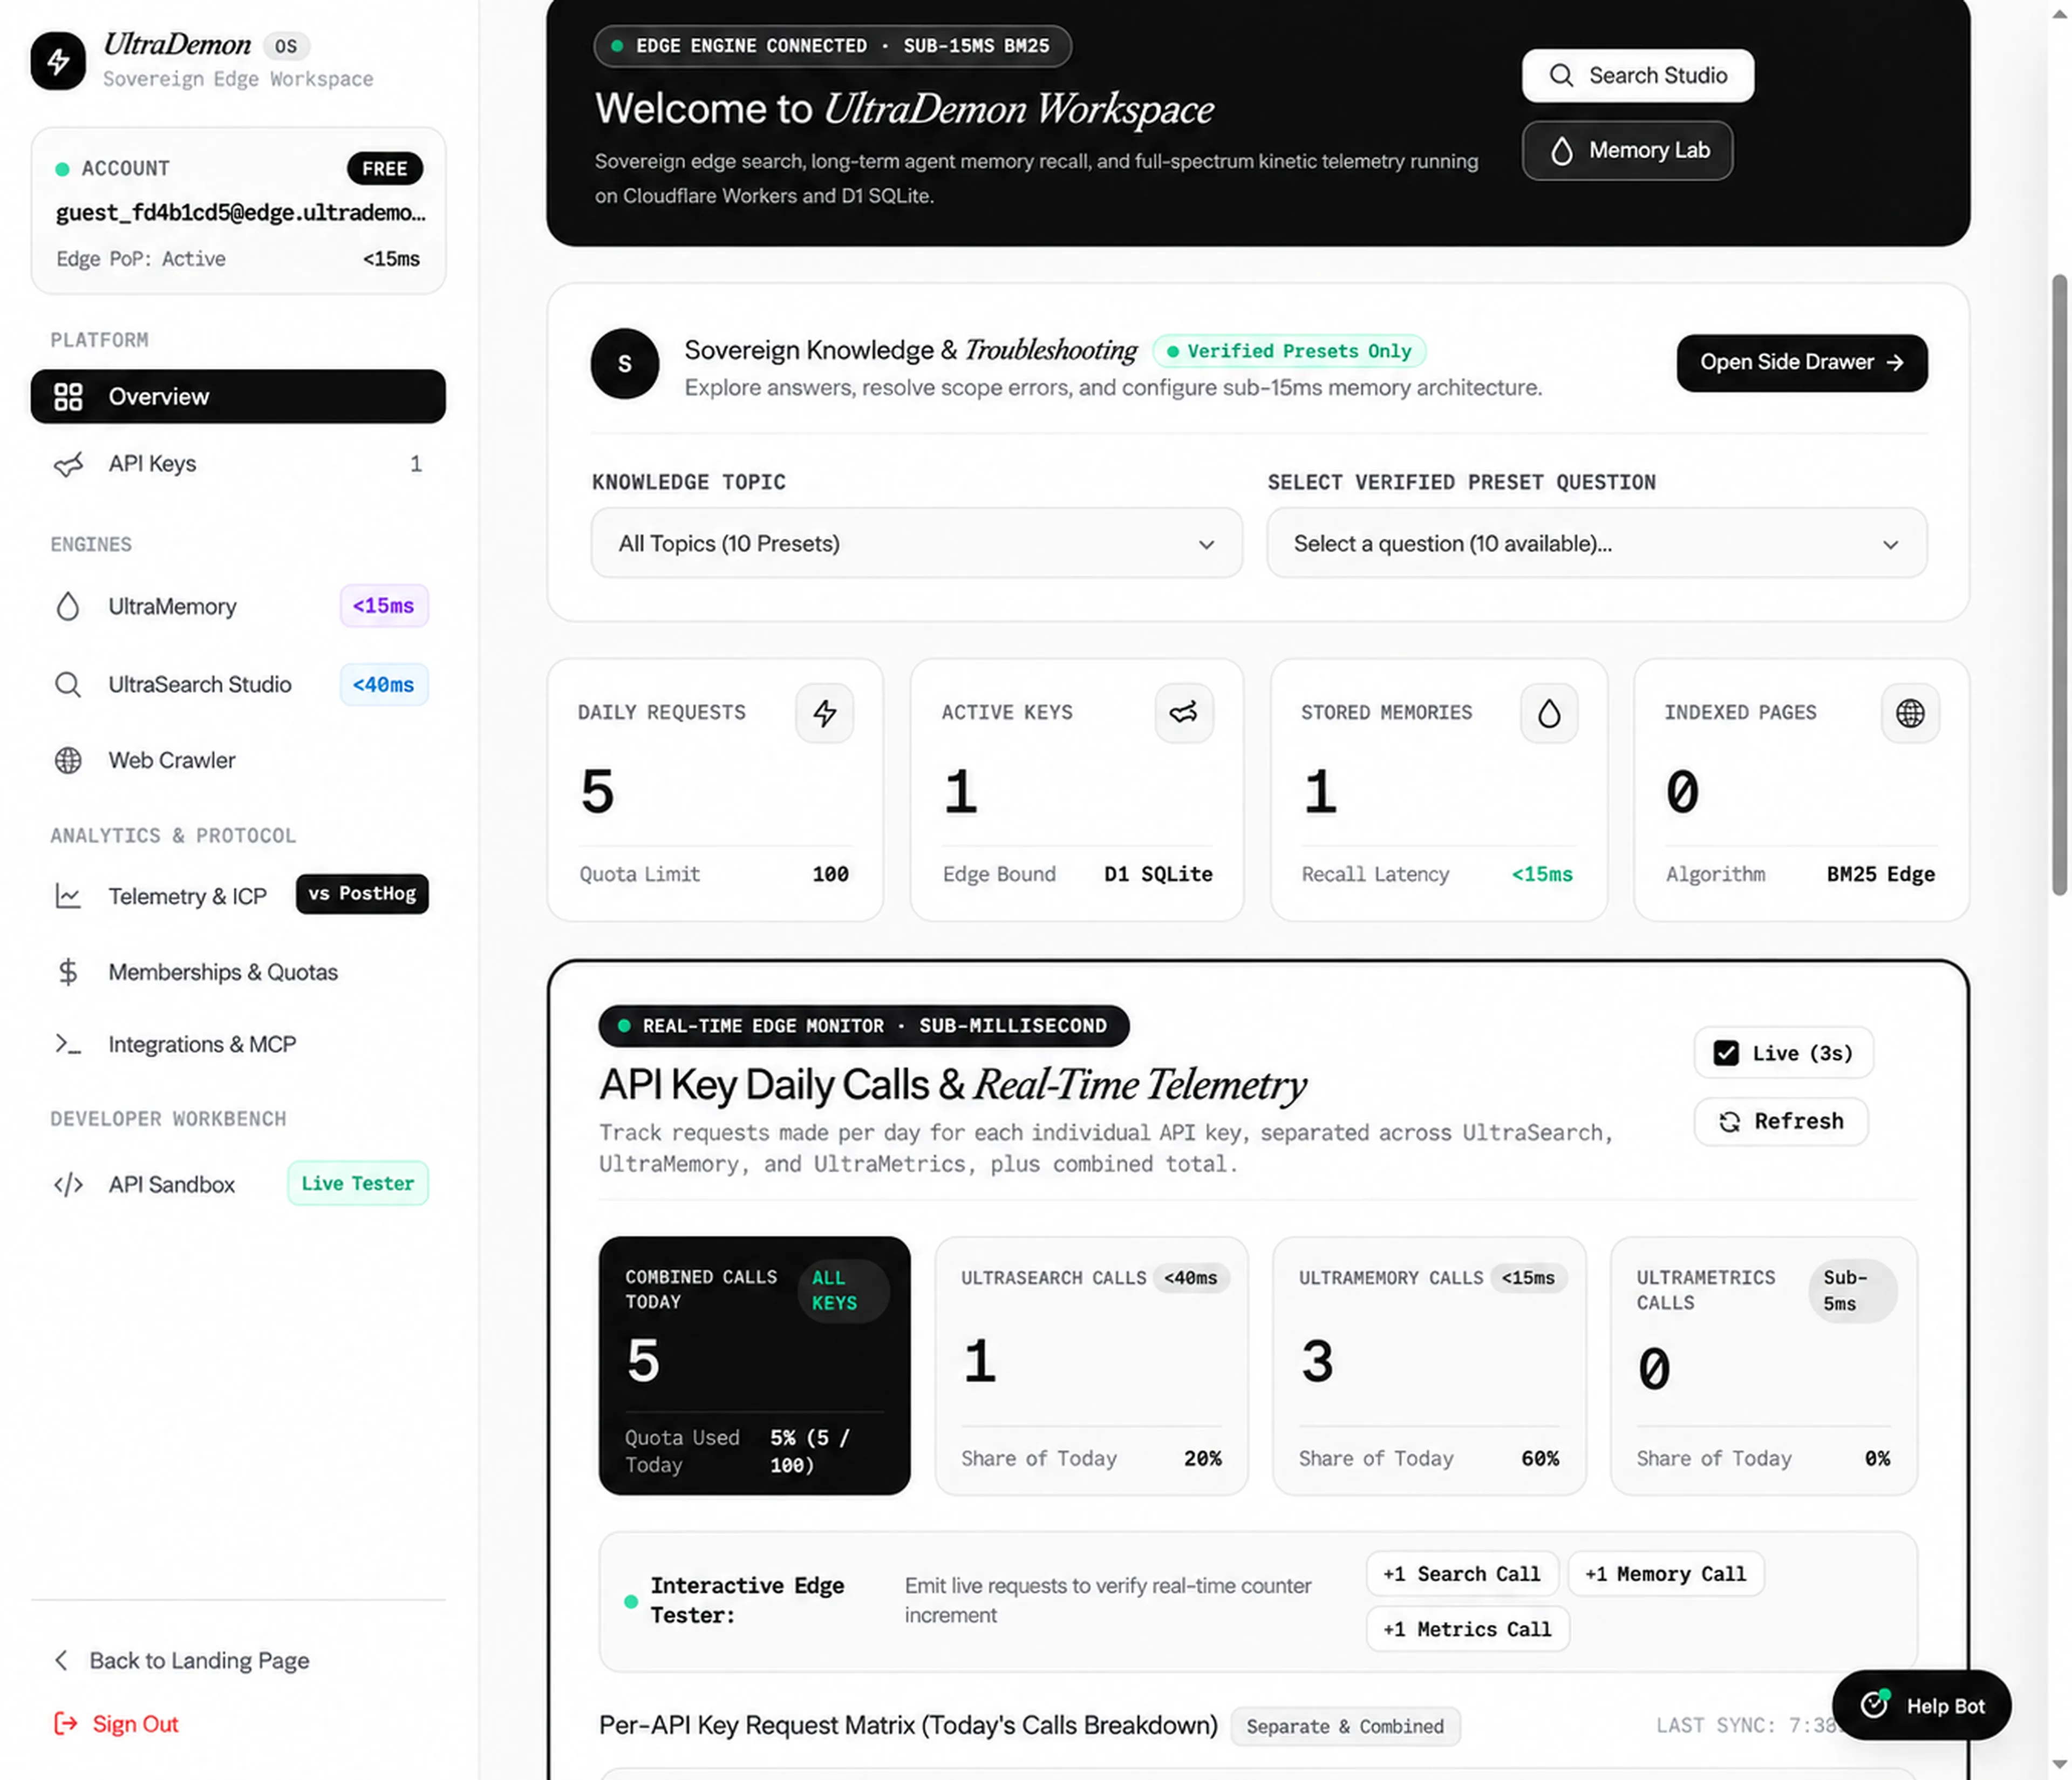 UltraDemon OS
Sovereign Edge Workspace
ACCOUNT FREE
guest_fd4b1cd5@edge.ultrademo...
Edge PoP: Active <15ms
PLATFORM
Overview
API Keys 1
ENGINES
UltraMemory <15ms
UltraSearch Studio <40ms
Web Crawler
ANALYTICS & PROTOCOL
Telemetry & ICP vs PostHog
Memberships & Quotas
Integrations & MCP
DEVELOPER WORKBENCH
API Sandbox Live Tester
Back to Landing Page
Sign Out
EDGE ENGINE CONNECTED · SUB-15MS BM25
Welcome to UltraDemon Workspace
Sovereign edge search, long-term agent memory recall, and full-spectrum kinetic telemetry running
on Cloudflare Workers and D1 SQLite.
Search Studio
Memory Lab
S
Sovereign Knowledge & Troubleshooting Verified Presets Only
Explore answers, resolve scope errors, and configure sub-15ms memory architecture.
Open Side Drawer →
KNOWLEDGE TOPIC
All Topics (10 Presets)
SELECT VERIFIED PRESET QUESTION
Select a question (10 available)...
DAILY REQUESTS
5
Quota Limit 100
ACTIVE KEYS
1
Edge Bound D1 SQLite
STORED MEMORIES
1
Recall Latency <15ms
INDEXED PAGES
0
Algorithm BM25 Edge
REAL-TIME EDGE MONITOR · SUB-MILLISECOND
API Key Daily Calls & Real-Time Telemetry
Track requests made per day for each individual API key, separated across UltraSearch,
UltraMemory, and UltraMetrics, plus combined total.
Live (3s)
Refresh
COMBINED CALLS
TODAY
ALL
KEYS
5
Quota Used
Today
5% (5 /
100)
ULTRASEARCH CALLS <40ms
1
Share of Today 20%
ULTRAMEMORY CALLS <15ms
3
Share of Today 60%
ULTRAMETRICS
CALLS
Sub-
5ms
0
Share of Today 0%
Interactive Edge
Tester:
Emit live requests to verify real-time counter
increment
+1 Search Call
+1 Memory Call
+1 Metrics Call
Per-API Key Request Matrix (Today's Calls Breakdown) Separate & Combined
LAST SYNC:
Help Bot